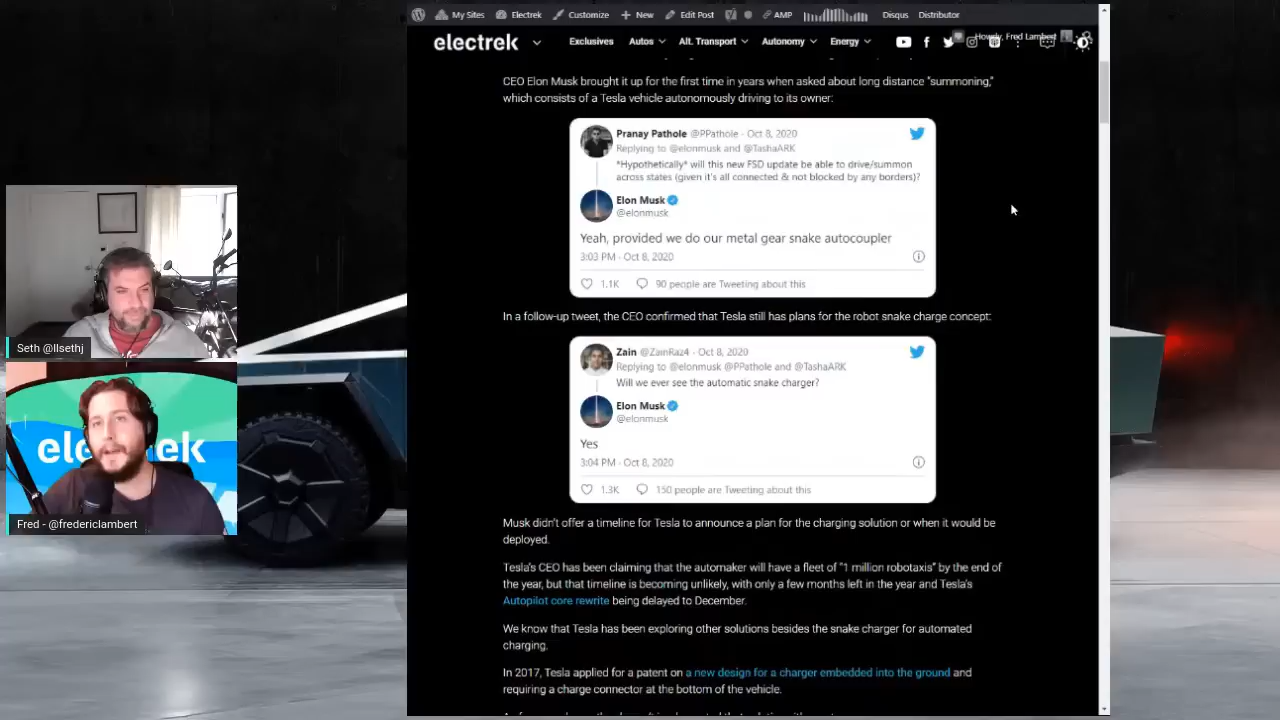 My Sites
Electrek
Customize
New
Edit Post
AMP
Disqus
Distributor
electrek
Exclusives
Autos
Alt. Transport
Autonomy
Energy
Howdy, Fred Lambert
CEO Elon Musk brought it up for the first time in years when asked about long distance "summoning,"
which consists of a Tesla vehicle autonomously driving to its owner:
Pranay Pathole @PPathole · Oct 8, 2020
Replying to @elonmusk and @TashaARK
*Hypothetically* will this new FSD update be able to drive/summon
across states (given it's all connected & not blocked by any borders)?
Elon Musk
@elonmusk
Yeah, provided we do our metal gear snake autocoupler
3:03 PM · Oct 8, 2020
1.1K
90 people are Tweeting about this
In a follow-up tweet, the CEO confirmed that Tesla still has plans for the robot snake charge concept:
Zain @ZainRaz4 · Oct 8, 2020
Replying to @elonmusk @PPathole and @TashaARK
Will we ever see the automatic snake charger?
Elon Musk
@elonmusk
Yes
3:04 PM · Oct 8, 2020
1.3K
150 people are Tweeting about this
Musk didn't offer a timeline for Tesla to announce a plan for the charging solution or when it would be
deployed.
Tesla's CEO has been claiming that the automaker will have a fleet of "1 million robotaxis" by the end of
the year, but that timeline is becoming unlikely, with only a few months left in the year and Tesla's
Autopilot core rewrite being delayed to December.
We know that Tesla has been exploring other solutions besides the snake charger for automated
charging.
In 2017, Tesla applied for a patent on a new design for a charger embedded into the ground and
requiring a charge connector at the bottom of the vehicle.
Seth @llsethj
Fred - @fredericlambert